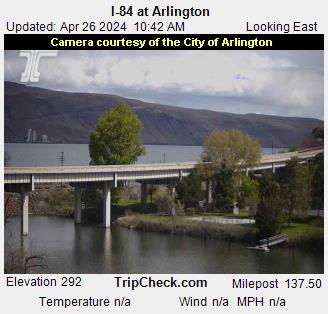 I-84 at Arlington
Updated: Apr 26 2024 10:42 AM Looking East
Camera courtesy of the City of Arlington
Elevation 292 TripCheck.com Milepost 137.50
Temperature n/a Wind n/a MPH n/a